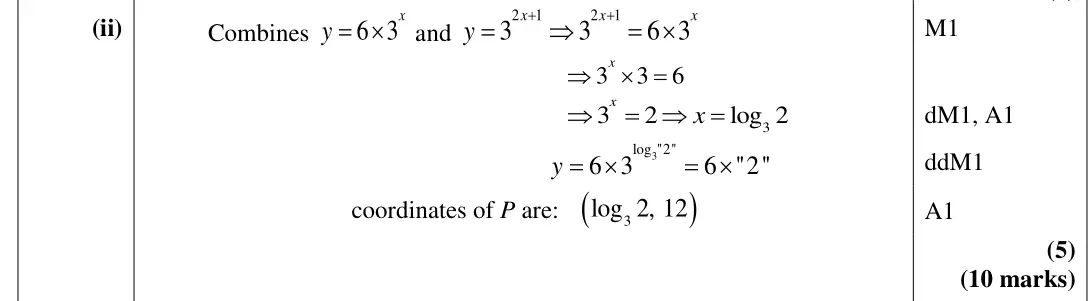 (ii) Combines y = 6 × 3^x and y = 3^(2x+1) ⇒ 3^(2x+1) = 6 × 3^x M1
⇒ 3^x × 3 = 6
⇒ 3^x = 2 ⇒ x = log₃ 2 dM1, A1
y = 6 × 3^(log₃ "2") = 6 × "2" ddM1
coordinates of P are: (log₃ 2, 12) A1
(5)
(10 marks)